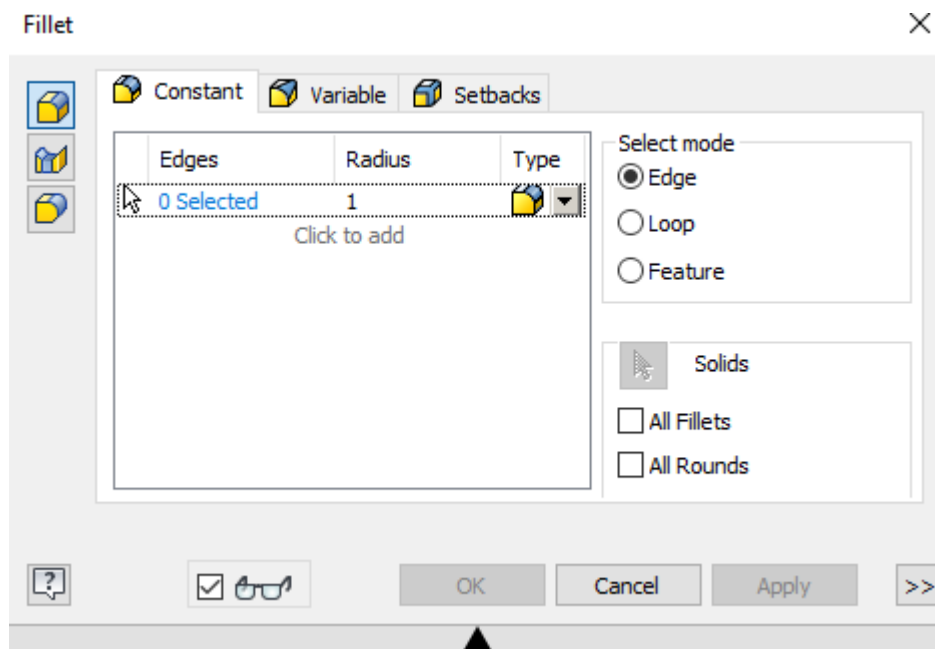 Fillet
Constant Variable Setbacks
Edges Radius Type
0 Selected 1
Click to add
Select mode
Edge
Loop
Feature
Solids
All Fillets
All Rounds
? OK Cancel Apply >>